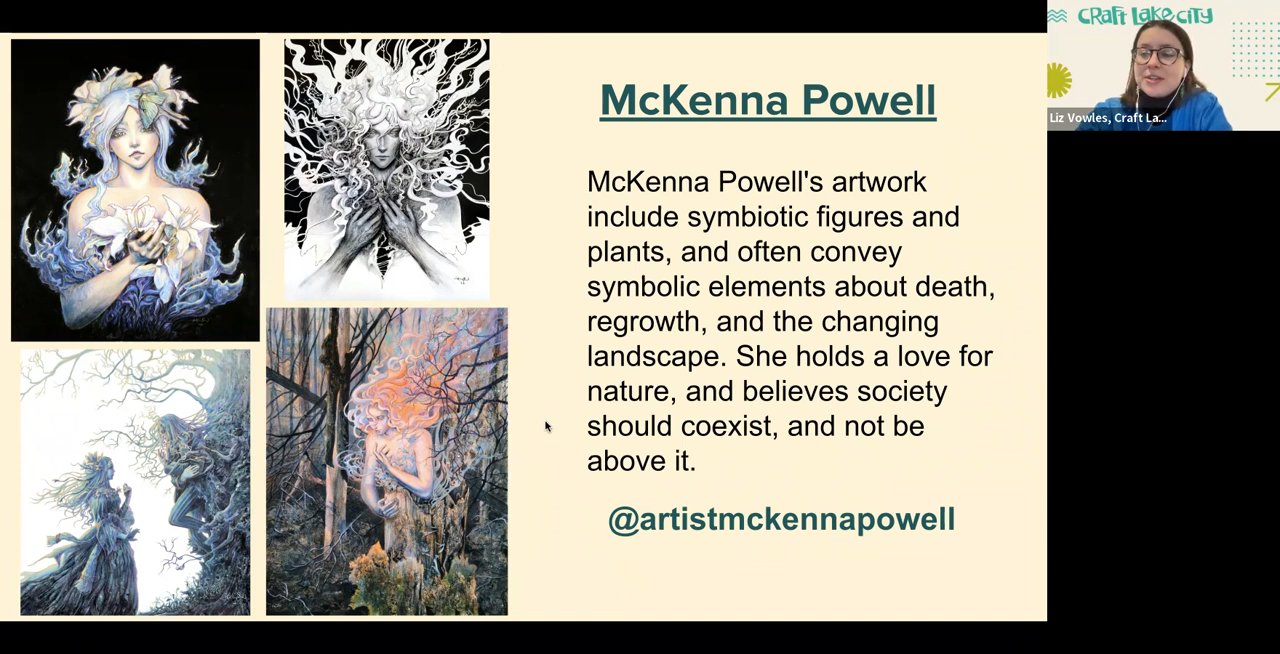 McKenna Powell
McKenna Powell's artwork
include symbiotic figures and
plants, and often convey
symbolic elements about death,
regrowth, and the changing
landscape. She holds a love for
nature, and believes society
should coexist, and not be
above it.
@artistmckennapowell
CRAFT LAKE CITY
Liz Vowles, Craft La...